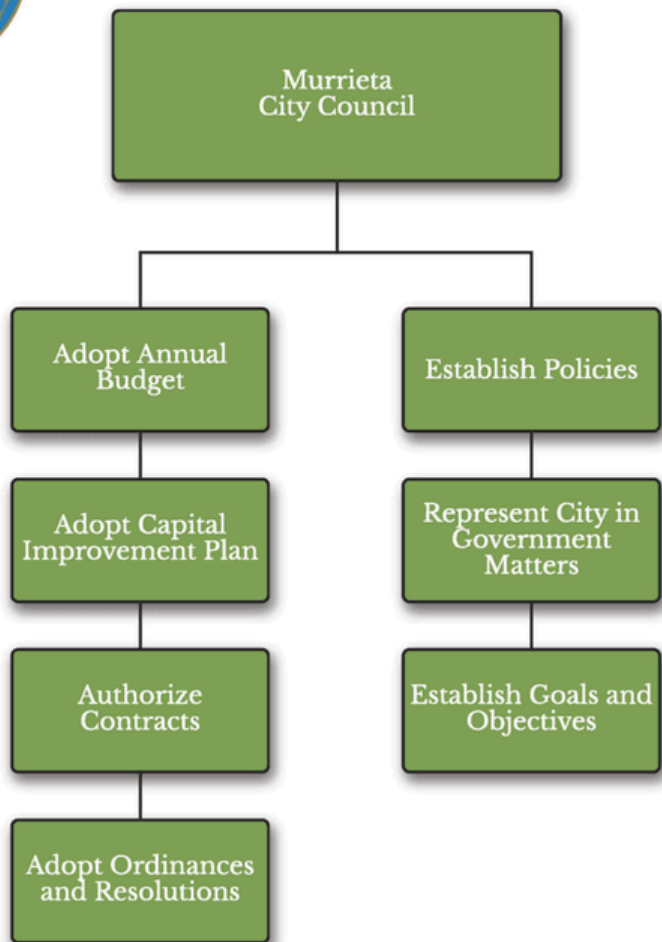 Murrieta
City Council
Adopt Annual
Budget
Adopt Capital
Improvement Plan
Authorize
Contracts
Adopt Ordinances
and Resolutions
Establish Policies
Represent City in
Government
Matters
Establish Goals and
Objectives